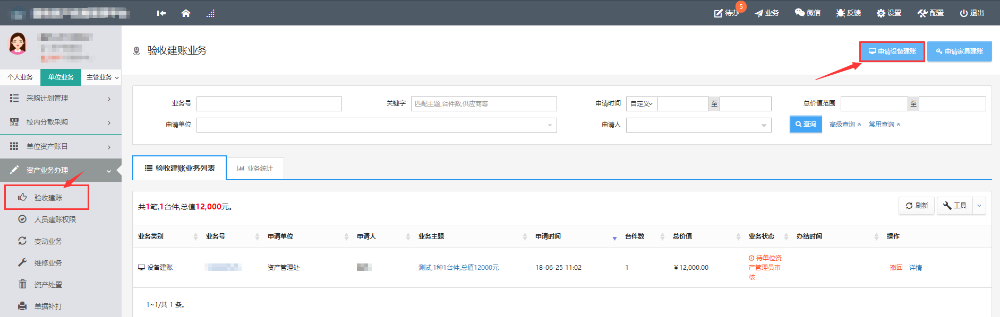 待办 5 业务 微信 反馈 设置 配置 退出
个人业务 单位业务 主管业务
采购计划管理
校内分散采购
单位资产账目
资产业务办理
验收建账
人员建账权限
变动业务
维修业务
资产处置
单据补打
验收建账业务
申请设备建账 申请家具建账
业务号 关键字 匹配主题,台件数,供应商等 申请时间 自定义 至 总价值范围 至
申请单位 申请人 查询 高级查询 常用查询
验收建账业务列表 业务统计
共1笔,1台件,总值12,000元。 刷新 工具
业务类别 业务号 申请单位 申请人 业务主题 申请时间 台件数 总价值 业务状态 办结时间 操作
设备建账 资产管理处 测试,1种1台件,总值12000元 18-06-25 11:02 1 ￥12,000.00 待单位资
产管理员审
核
撤回 详情
1~1/共 1 条。